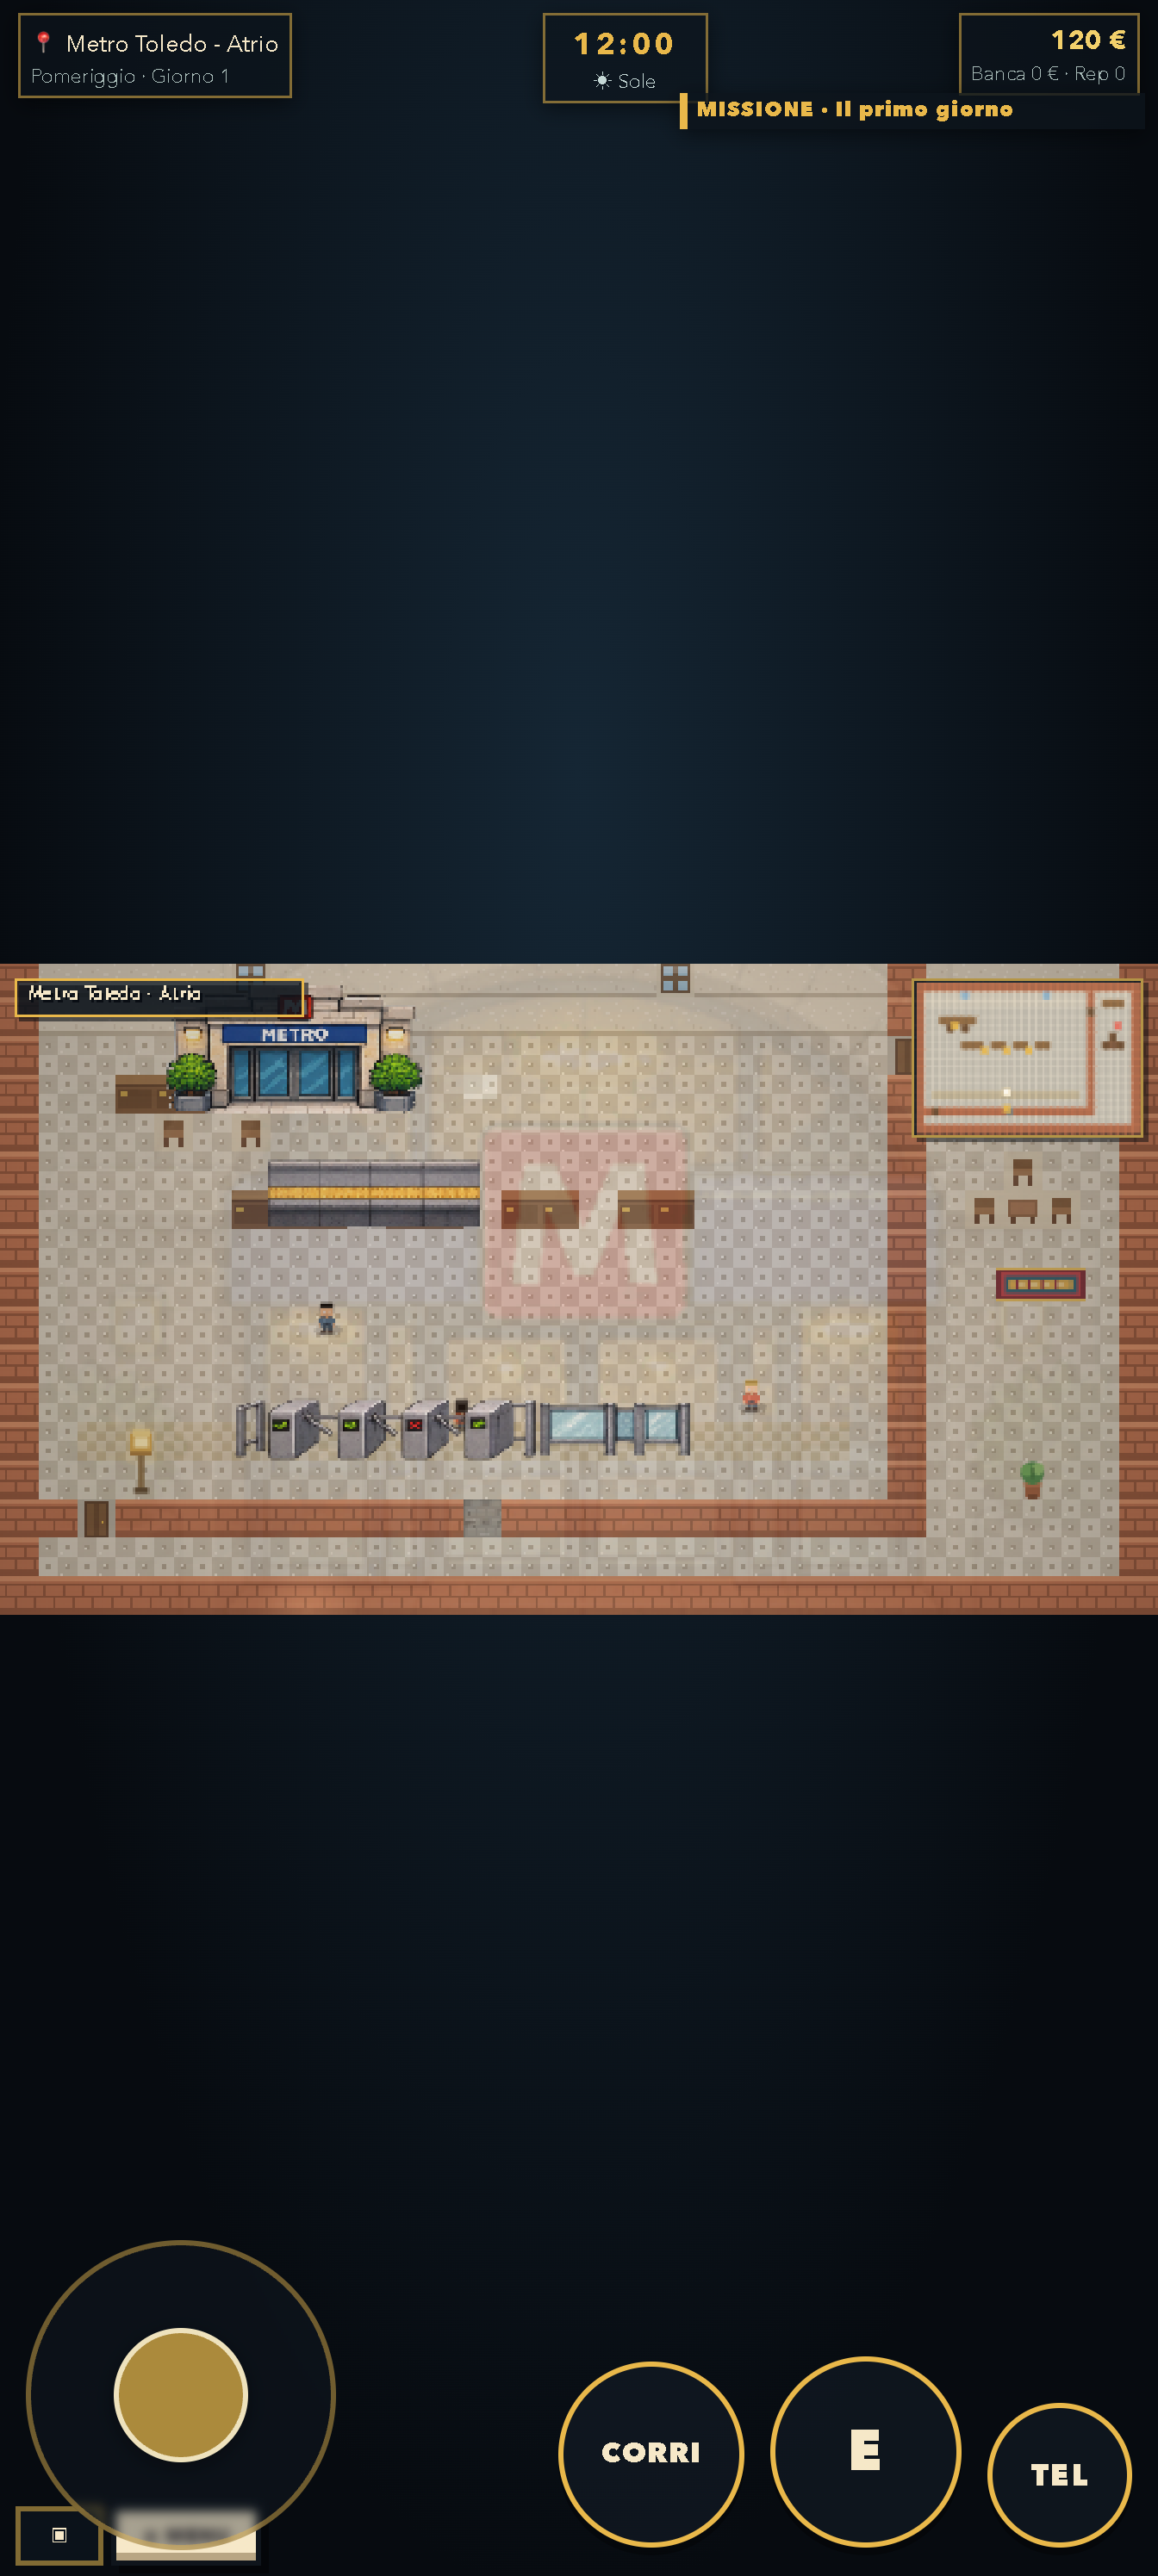 📍 Metro Toledo - Atrio
Pomeriggio · Giorno 1
12:00
☀ Sole
120 €
Banca 0 € · Rep 0
MISSIONE · Il primo giorno
Metro Toledo - Atrio
METRO
M
CORRI
E
TEL